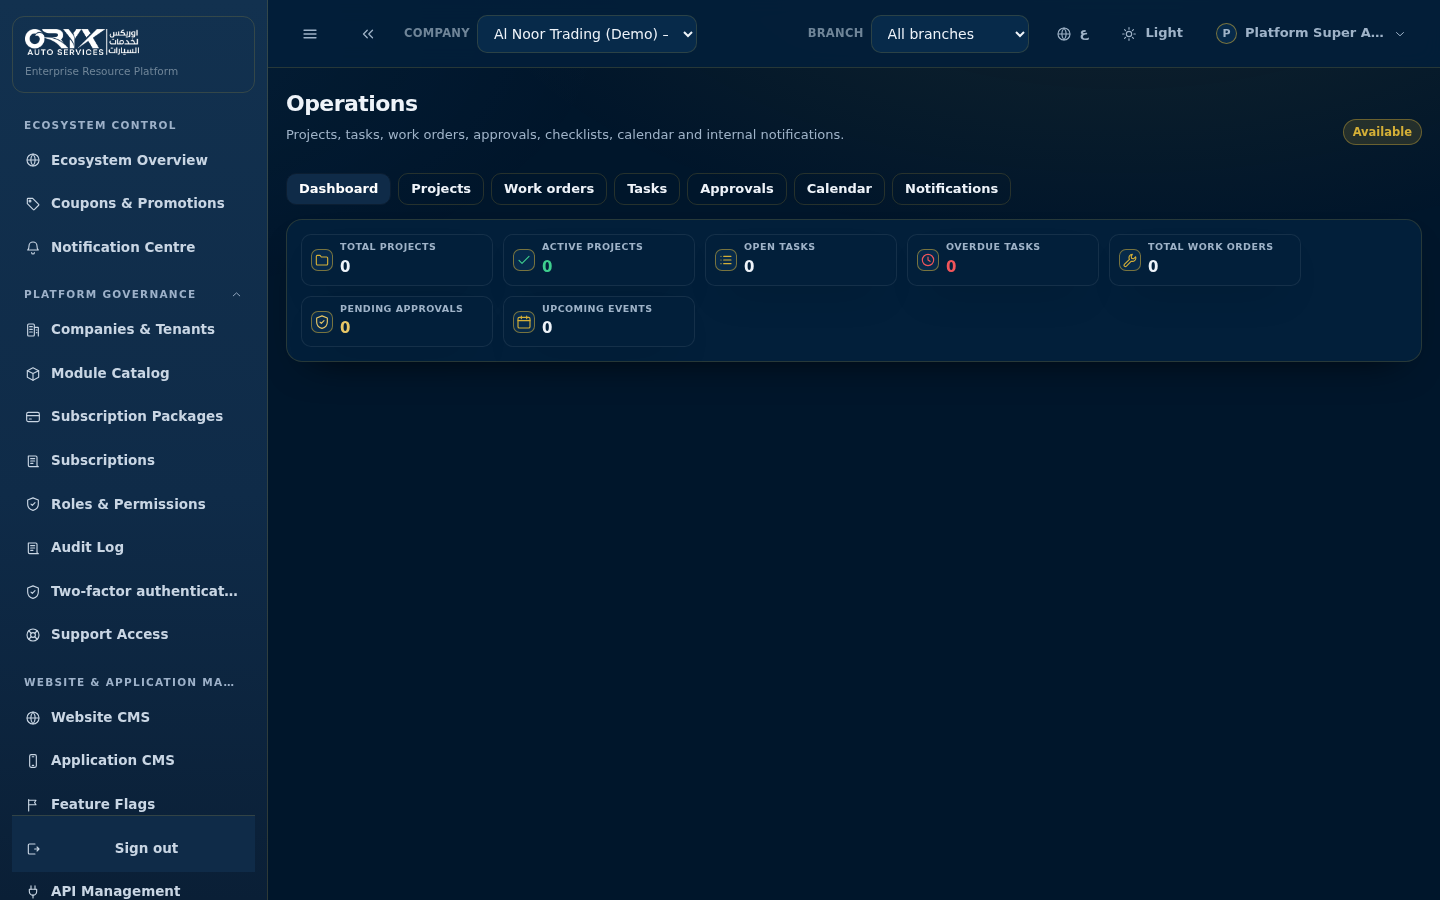 ORYX
AUTO SERVICES
اوريكس
لخدمات
السيارات
Enterprise Resource Platform
ECOSYSTEM CONTROL
Ecosystem Overview
Coupons & Promotions
Notification Centre
PLATFORM GOVERNANCE
Companies & Tenants
Module Catalog
Subscription Packages
Subscriptions
Roles & Permissions
Audit Log
Two-factor authenticat...
Support Access
WEBSITE & APPLICATION MA...
Website CMS
Application CMS
Feature Flags
Sign out
API Management
COMPANY
Al Noor Trading (Demo) –
BRANCH
All branches
ع
Light
P
Platform Super A...
Operations
Projects, tasks, work orders, approvals, checklists, calendar and internal notifications.
Available
Dashboard
Projects
Work orders
Tasks
Approvals
Calendar
Notifications
TOTAL PROJECTS
0
ACTIVE PROJECTS
0
OPEN TASKS
0
OVERDUE TASKS
0
TOTAL WORK ORDERS
0
PENDING APPROVALS
0
UPCOMING EVENTS
0